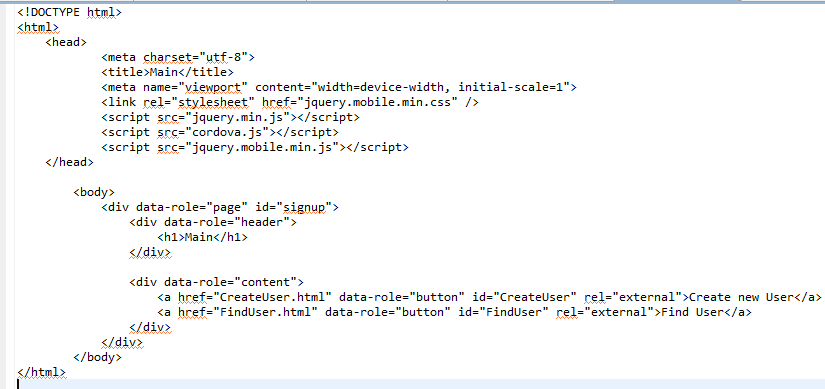 <!DOCTYPE html>
<html>
<head>
<meta charset="utf-8">
<title>Main</title>
<meta name="viewport" content="width=device-width, initial-scale=1">
<link rel="stylesheet" href="jquery.mobile.min.css" />
<script src="jquery.min.js"></script>
<script src="cordova.js"></script>
<script src="jquery.mobile.min.js"></script>
</head>
<body>
<div data-role="page" id="signup">
<div data-role="header">
<h1>Main</h1>
</div>
<div data-role="content">
<a href="CreateUser.html" data-role="button" id="CreateUser" rel="external">Create new User</a>
<a href="FindUser.html" data-role="button" id="FindUser" rel="external">Find User</a>
</div>
</div>
</body>
</html>